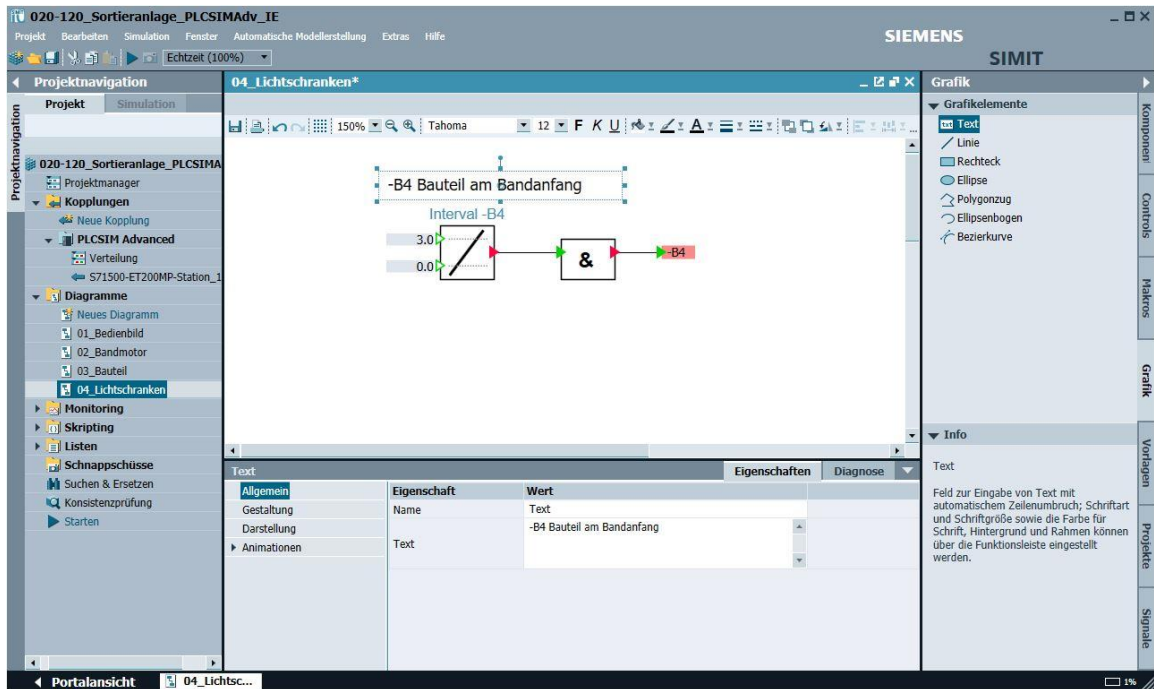 020-120_Sortieranlage_PLCSIMAdv_IE
Projekt Bearbeiten Simulation Fenster Automatische Modellerstellung Extras Hilfe
SIEMENS
SIMIT
Echtzeit (100%)
Projektnavigation
Projekt Simulation
Projektnavigation
020-120_Sortieranlage_PLCSIMA
Projektmanager
Kopplungen
Neue Kopplung
PLCSIM Advanced
Verteilung
S71500-ET200MP-Station_1
Diagramme
Neues Diagramm
01_Bedienbild
02_Bandmotor
03_Bauteil
04_Lichtschranken
Monitoring
Skripting
Listen
Schnappschüsse
Suchen & Ersetzen
Konsistenzprüfung
Starten
04_Lichtschranken*
150% Tahoma 12 F K U A
-B4 Bauteil am Bandanfang
Interval -B4
3.0
0.0
&
-B4
Text
Eigenschaften Diagnose
Allgemein
Gestaltung
Darstellung
Animationen
Eigenschaft Wert
Name Text
Text -B4 Bauteil am Bandanfang
Grafik
Grafikelemente
Text
Linie
Rechteck
Ellipse
Polygonzug
Ellipsenbogen
Bezierkurve
Info
Text
Feld zur Eingabe von Text mit
automatischem Zeilenumbruch; Schriftart
und Schriftgröße sowie die Farbe für
Schrift, Hintergrund und Rahmen können
über die Funktionsleiste eingestellt
werden.
Komponen
Controls
Makros
Grafik
Vorlagen
Projekte
Signale
Portalansicht 04_Lichtsc...
1%